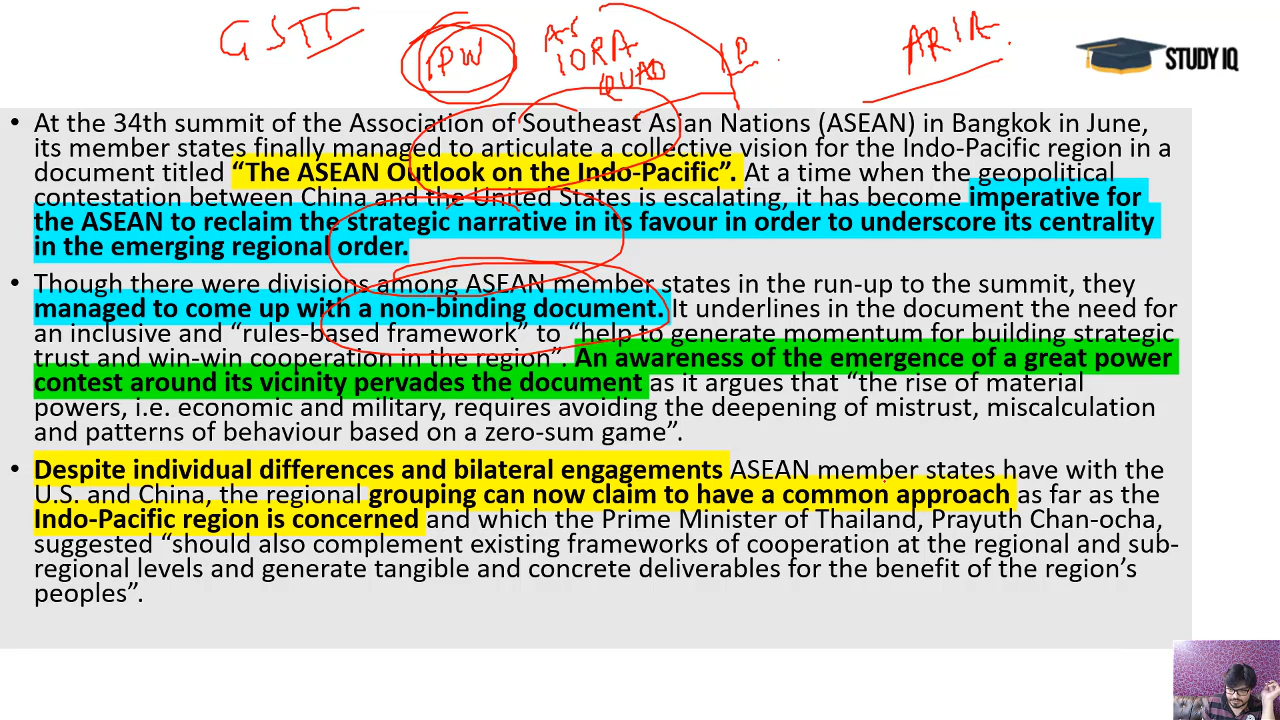 GSTI
IPW
AS
IORA
QUAD
IP
ARIA
STUDY IQ
• At the 34th summit of the Association of Southeast Asian Nations (ASEAN) in Bangkok in June,
its member states finally managed to articulate a collective vision for the Indo-Pacific region in a
document titled “The ASEAN Outlook on the Indo-Pacific”. At a time when the geopolitical
contestation between China and the United States is escalating, it has become imperative for
the ASEAN to reclaim the strategic narrative in its favour in order to underscore its centrality
in the emerging regional order.
• Though there were divisions among ASEAN member states in the run-up to the summit, they
managed to come up with a non-binding document. It underlines in the document the need for
an inclusive and “rules-based framework” to “help to generate momentum for building strategic
trust and win-win cooperation in the region”. An awareness of the emergence of a great power
contest around its vicinity pervades the document as it argues that “the rise of material
powers, i.e. economic and military, requires avoiding the deepening of mistrust, miscalculation
and patterns of behaviour based on a zero-sum game”.
• Despite individual differences and bilateral engagements ASEAN member states have with the
U.S. and China, the regional grouping can now claim to have a common approach as far as the
Indo-Pacific region is concerned and which the Prime Minister of Thailand, Prayuth Chan-ocha,
suggested “should also complement existing frameworks of cooperation at the regional and sub-
regional levels and generate tangible and concrete deliverables for the benefit of the region’s
peoples”.